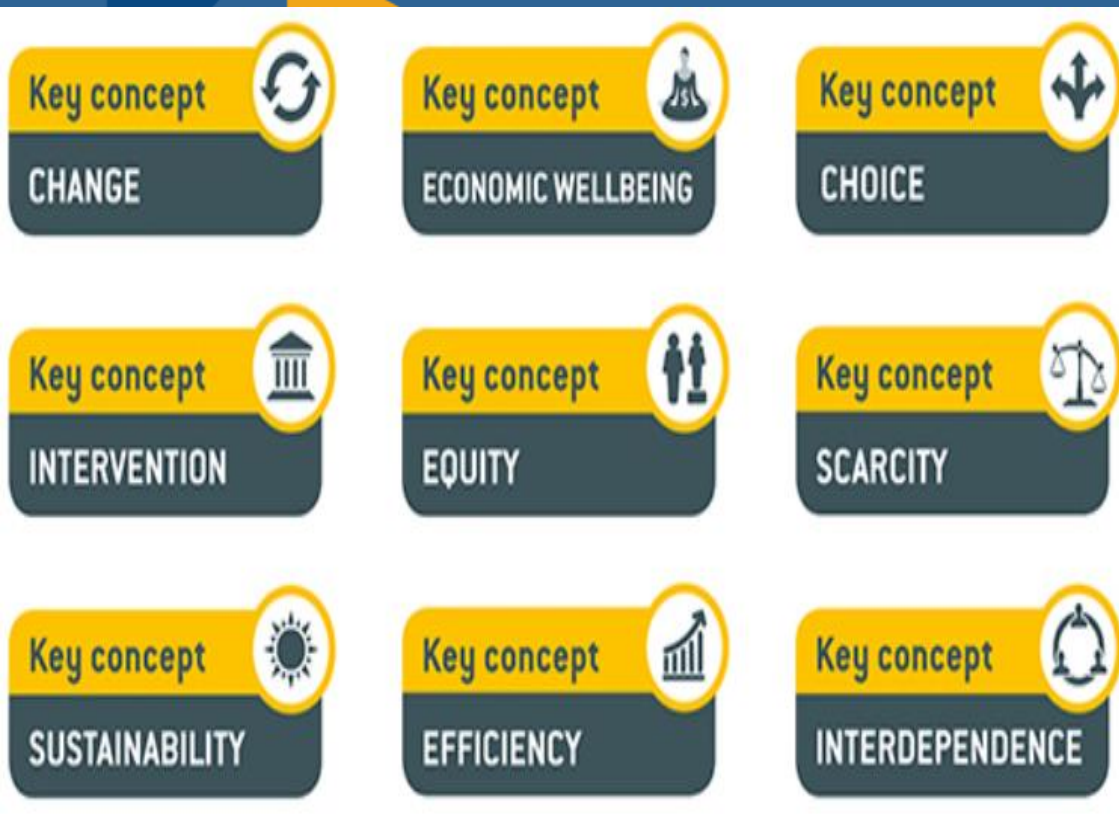 Key concept
CHANGE
Key concept
ECONOMIC WELLBEING
$
Key concept
CHOICE
Key concept
INTERVENTION
Key concept
EQUITY
Key concept
SCARCITY
Key concept
SUSTAINABILITY
Key concept
EFFICIENCY
Key concept
INTERDEPENDENCE